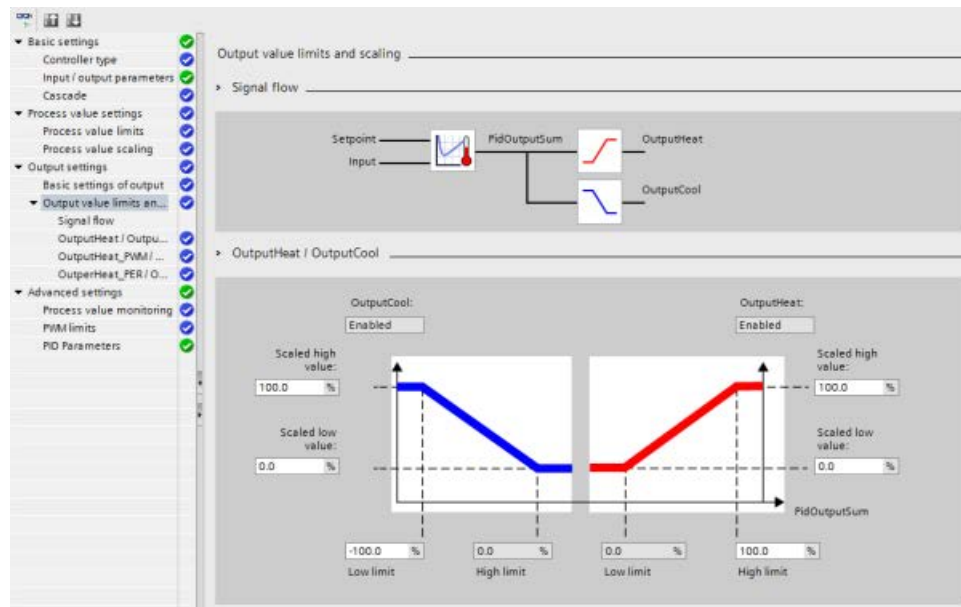 Basic settings
Controller type
Input / output parameters
Cascade
Process value settings
Process value limits
Process value scaling
Output settings
Basic settings of output
Output value limits an...
Signal flow
OutputHeat / Outpu...
OutputHeat_PWM / ...
OutperHeat_PER / O...
Advanced settings
Process value monitoring
PWM limits
PID Parameters
Output value limits and scaling
Signal flow
Setpoint
Input
PidOutputSum
OutputHeat
OutputCool
OutputHeat / OutputCool
OutputCool:
Enabled
OutputHeat:
Enabled
Scaled high
value:
100.0 %
Scaled low
value:
0.0 %
Scaled high
value:
100.0 %
Scaled low
value:
0.0 %
PidOutputSum
-100.0 % 0.0 % 0.0 % 100.0 %
Low limit High limit Low limit High limit